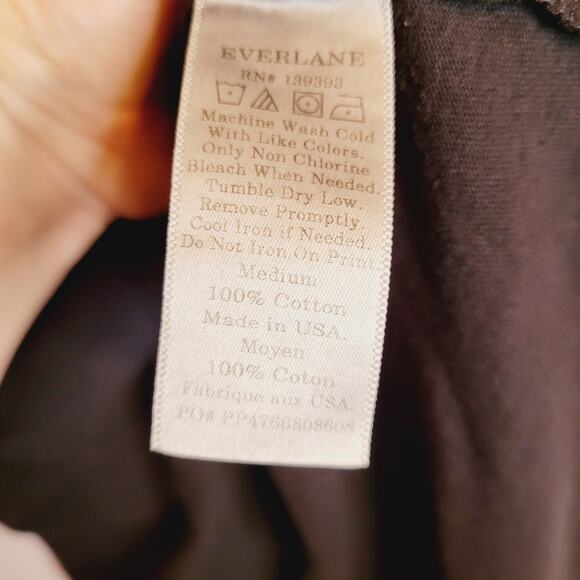 EVERLANE
RN# 139393
Machine Wash Cold
With Like Colors.
Only Non Chlorine
Bleach When Needed.
Tumble Dry Low.
Remove Promptly.
Cool Iron if Needed.
Do Not Iron On Print.
Medium
100% Cotton
Made in USA.
Moyen
100% Coton
Fabrique aux USA.
PO# PP4766808608